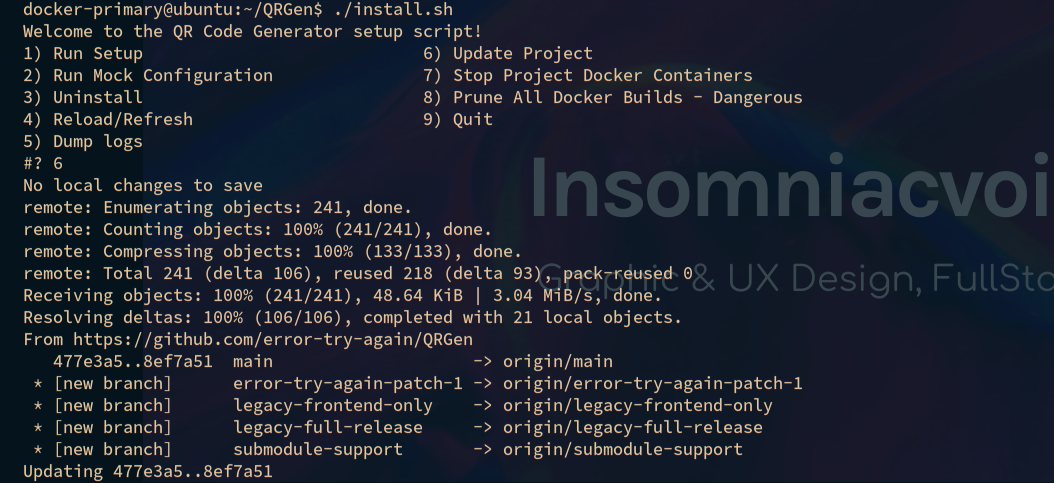 docker-primary@ubuntu:~/QRGen$ ./install.sh
Welcome to the QR Code Generator setup script!
1) Run Setup                            6) Update Project
2) Run Mock Configuration               7) Stop Project Docker Containers
3) Uninstall                            8) Prune All Docker Builds - Dangerous
4) Reload/Refresh                       9) Quit
5) Dump logs
#? 6
No local changes to save
remote: Enumerating objects: 241, done.
remote: Counting objects: 100% (241/241), done.
remote: Compressing objects: 100% (133/133), done.
remote: Total 241 (delta 106), reused 218 (delta 93), pack-reused 0
Receiving objects: 100% (241/241), 48.64 KiB | 3.04 MiB/s, done.
Resolving deltas: 100% (106/106), completed with 21 local objects.
From https://github.com/error-try-again/QRGen
   477e3a5..8ef7a51  main                    -> origin/main
 * [new branch]      error-try-again-patch-1 -> origin/error-try-again-patch-1
 * [new branch]      legacy-frontend-only    -> origin/legacy-frontend-only
 * [new branch]      legacy-full-release     -> origin/legacy-full-release
 * [new branch]      submodule-support       -> origin/submodule-support
Updating 477e3a5..8ef7a51
Insomniacvoi
Graphic & UX Design, FullSto